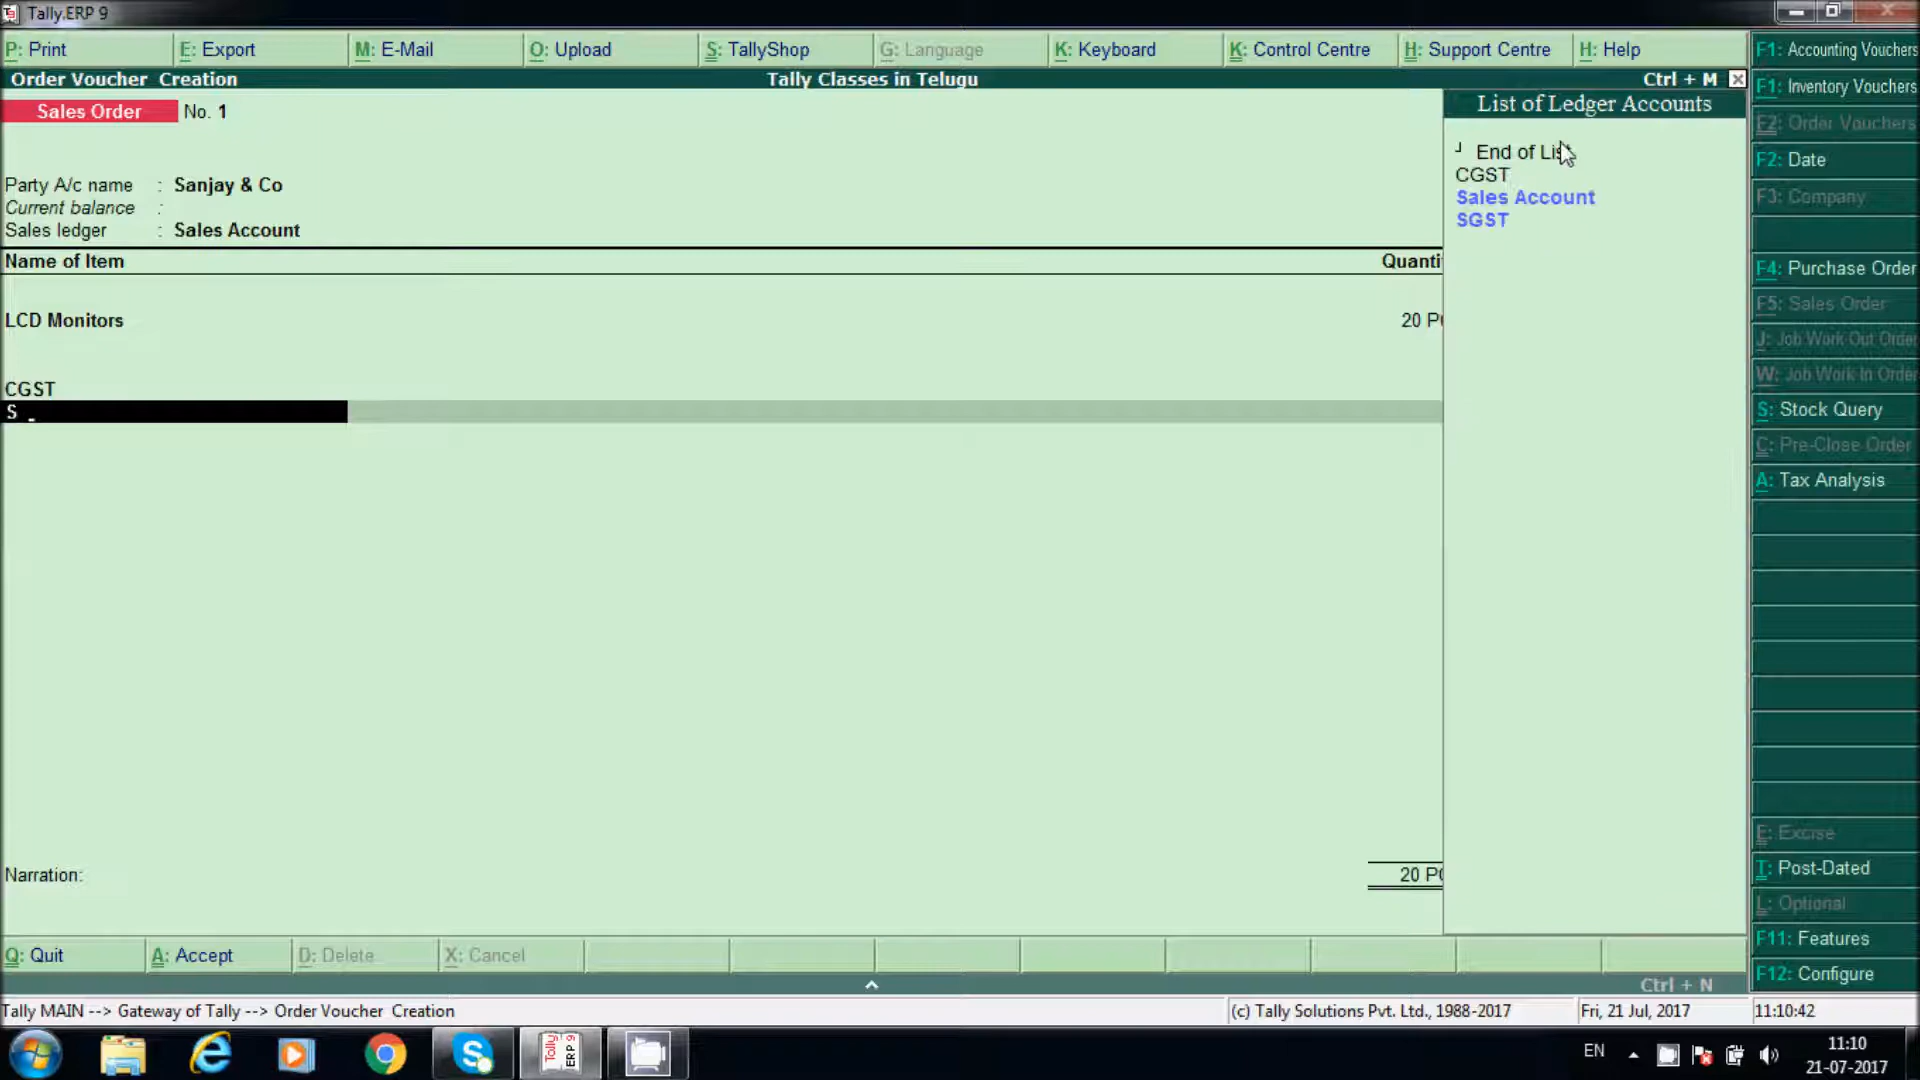 Tally.ERP 9
P: Print E: Export M: E-Mail O: Upload S: TallyShop G: Language K: Keyboard K: Control Centre H: Support Centre H: Help
Order Voucher Creation Tally Classes in Telugu Ctrl + M
Sales Order No. 1
Party A/c name : Sanjay & Co
Current balance :
Sales ledger : Sales Account
Name of Item Quanti
LCD Monitors 20 P
CGST
S
Narration: 20 P
List of Ledger Accounts
End of List
CGST
Sales Account
SGST
F1: Accounting Vouchers
F1: Inventory Vouchers
F2: Order Vouchers
F2: Date
F3: Company
F4: Purchase Order
F5: Sales Order
J: Job Work Out Order
W: Job Work In Order
S: Stock Query
C: Pre-Close Order
A: Tax Analysis
E: Excise
T: Post-Dated
L: Optional
F11: Features
F12: Configure
Q: Quit A: Accept D: Delete X: Cancel
Ctrl + N
Tally MAIN --> Gateway of Tally --> Order Voucher Creation (c) Tally Solutions Pvt. Ltd., 1988-2017 Fri, 21 Jul, 2017 11:10:42
Tally ERP 9
EN
11:10
21-07-2017